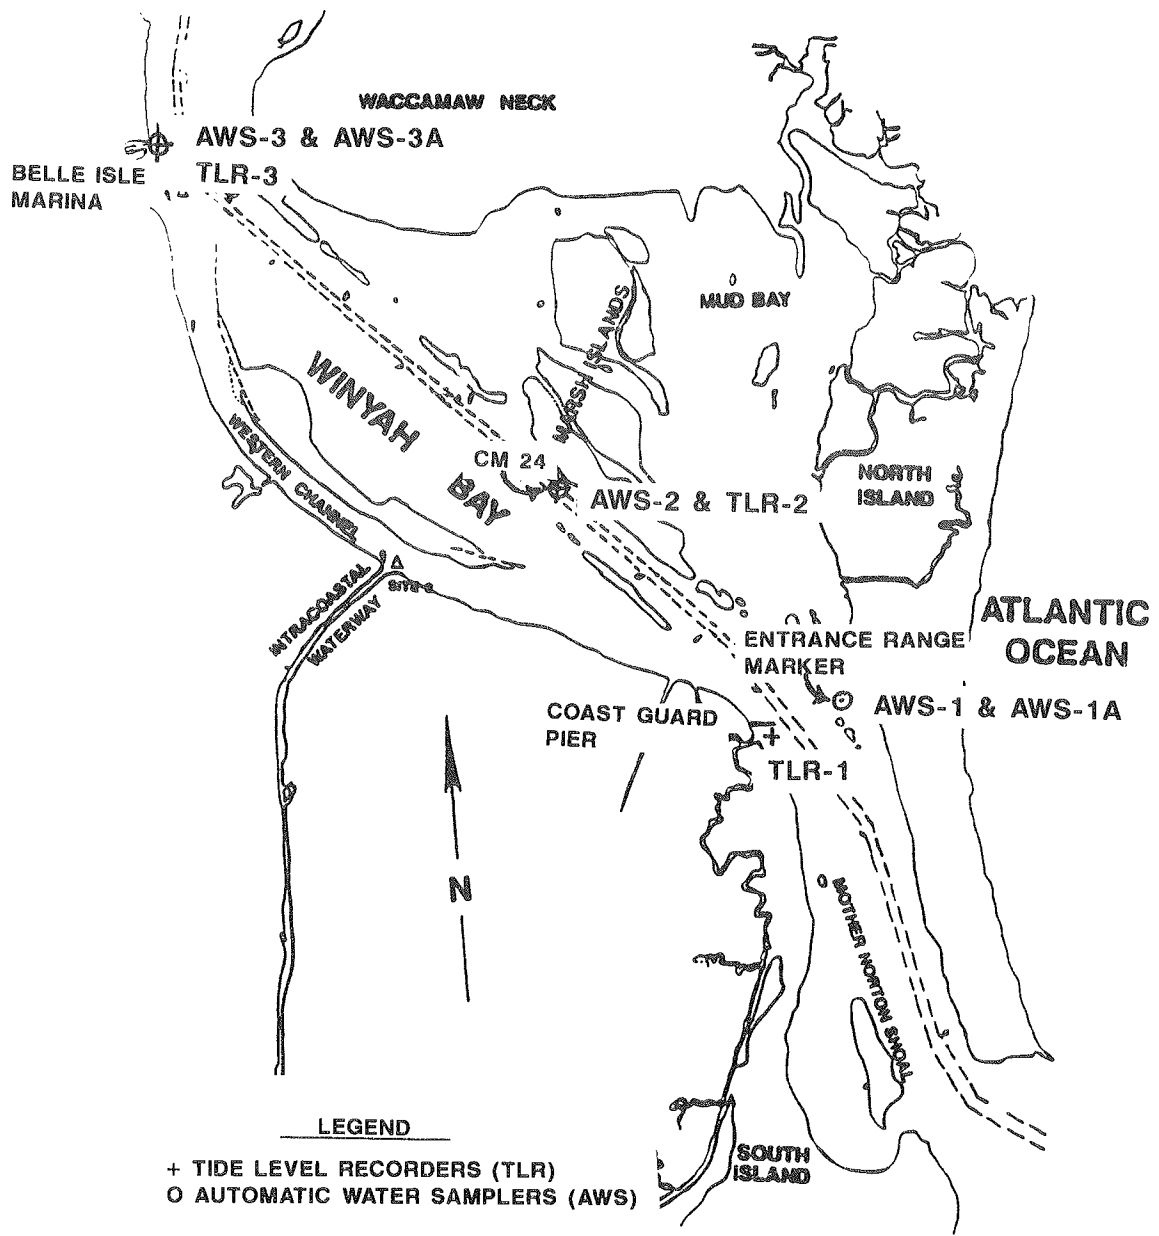 WACCAMAW NECK
AWS-3 & AWS-3A
TLR-3
BELLE ISLE
MARINA
MUD BAY
MARSH ISLANDS
WINYAH
BAY
WESTERN CHANNEL
CM 24
AWS-2 & TLR-2
NORTH
ISLAND
INTRACOASTAL
WATERWAY
ATLANTIC
OCEAN
ENTRANCE RANGE
MARKER
AWS-1 & AWS-1A
COAST GUARD
PIER
TLR-1
N
MOTHER NORTON SHOAL
SOUTH
ISLAND
LEGEND
+ TIDE LEVEL RECORDERS (TLR)
O AUTOMATIC WATER SAMPLERS (AWS)